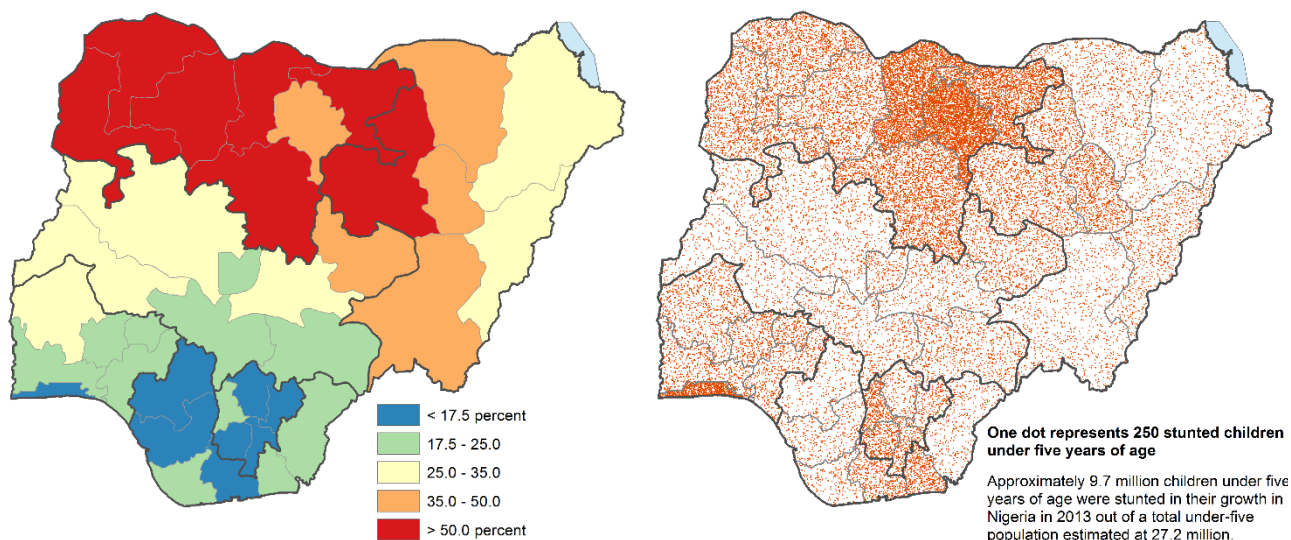 < 17.5 percent
17.5 - 25.0
25.0 - 35.0
35.0 - 50.0
> 50.0 percent
One dot represents 250 stunted children
under five years of age
Approximately 9.7 million children under five
years of age were stunted in their growth in
Nigeria in 2013 out of a total under-five
population estimated at 27.2 million.